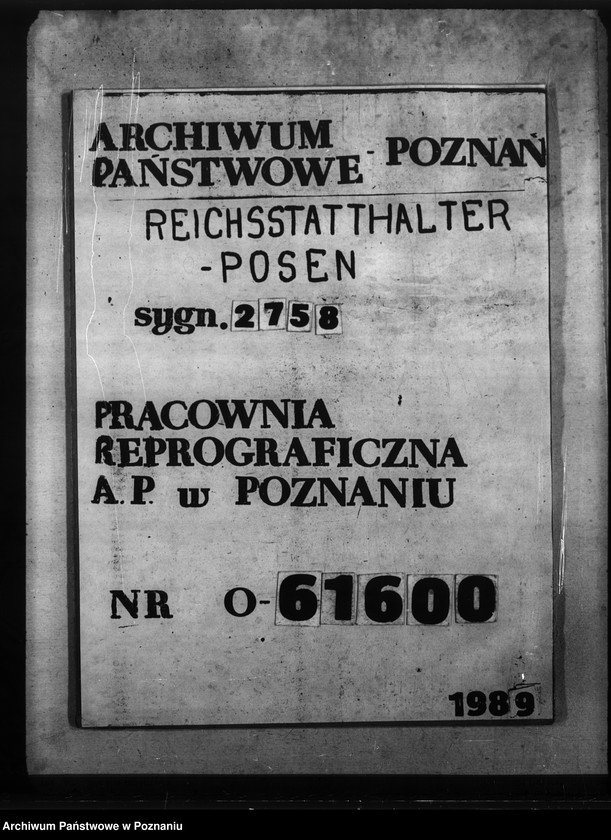 ARCHIWUM
PAŃSTWOWE - POZNAŃ
REICHSSTATTHALTER
-POSEN
sygn. 2758
PRACOWNIA
REPROGRAFICZNA
A.P. w POZNANIU
NR O-61600
1989
Archiwum Państwowe w Poznaniu